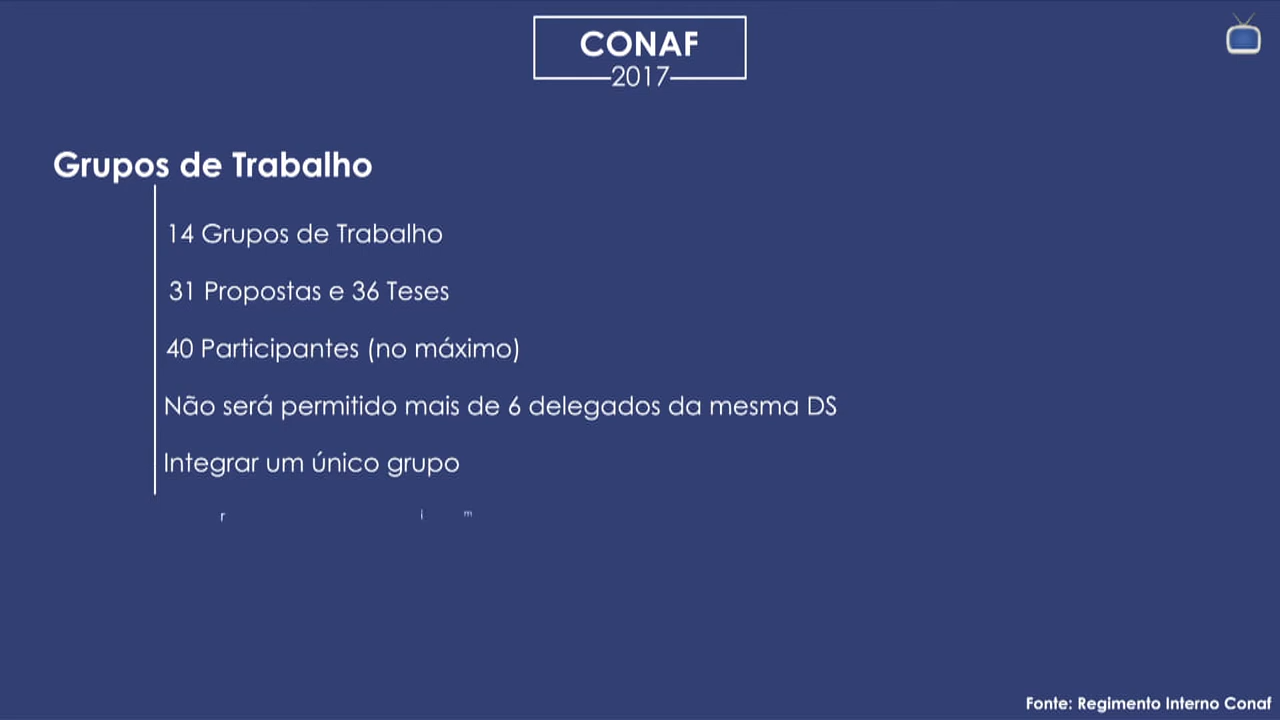 CONAF
2017
Grupos de Trabalho
14 Grupos de Trabalho
31 Propostas e 36 Teses
40 Participantes (no máximo)
Não será permitido mais de 6 delegados da mesma DS
Integrar um único grupo
Fonte: Regimento Interno Conaf